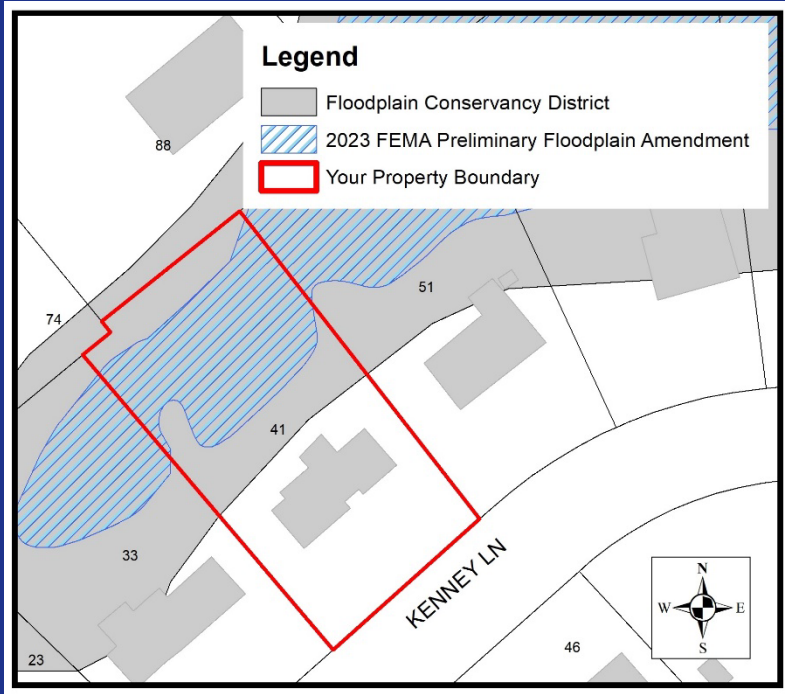 Legend
Floodplain Conservancy District
2023 FEMA Preliminary Floodplain Amendment
Your Property Boundary
88
74
51
41
33
23
KENNEY LN
46
N
W E
S